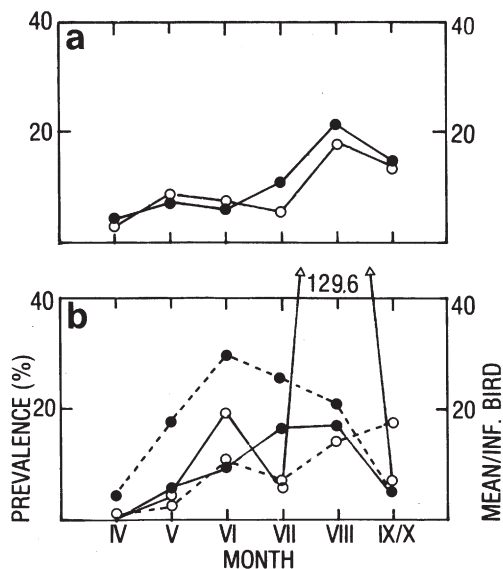 40 a 40
20 20
129.6
40 b 40
20 20
PREVALENCE (%)
MEAN/INF. BIRD
IV V VI VII VIII IX/X
MONTH